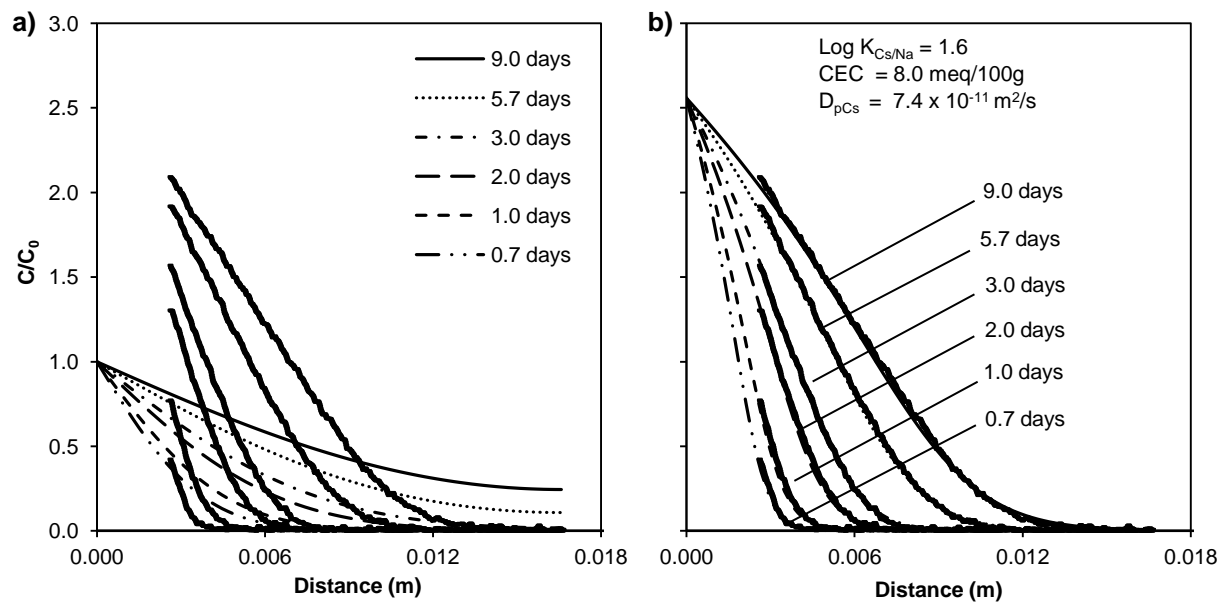 a)
3.0
2.5
2.0
1.5
1.0
0.5
0.0
C/C0
9.0 days
5.7 days
3.0 days
2.0 days
1.0 days
0.7 days
0.000
0.006
0.012
0.018
Distance (m)
b)
Log KCs/Na = 1.6
CEC = 8.0 meq/100g
DpCs = 7.4 x 10-11 m2/s
9.0 days
5.7 days
3.0 days
2.0 days
1.0 days
0.7 days
0.000
0.006
0.012
0.018
Distance (m)